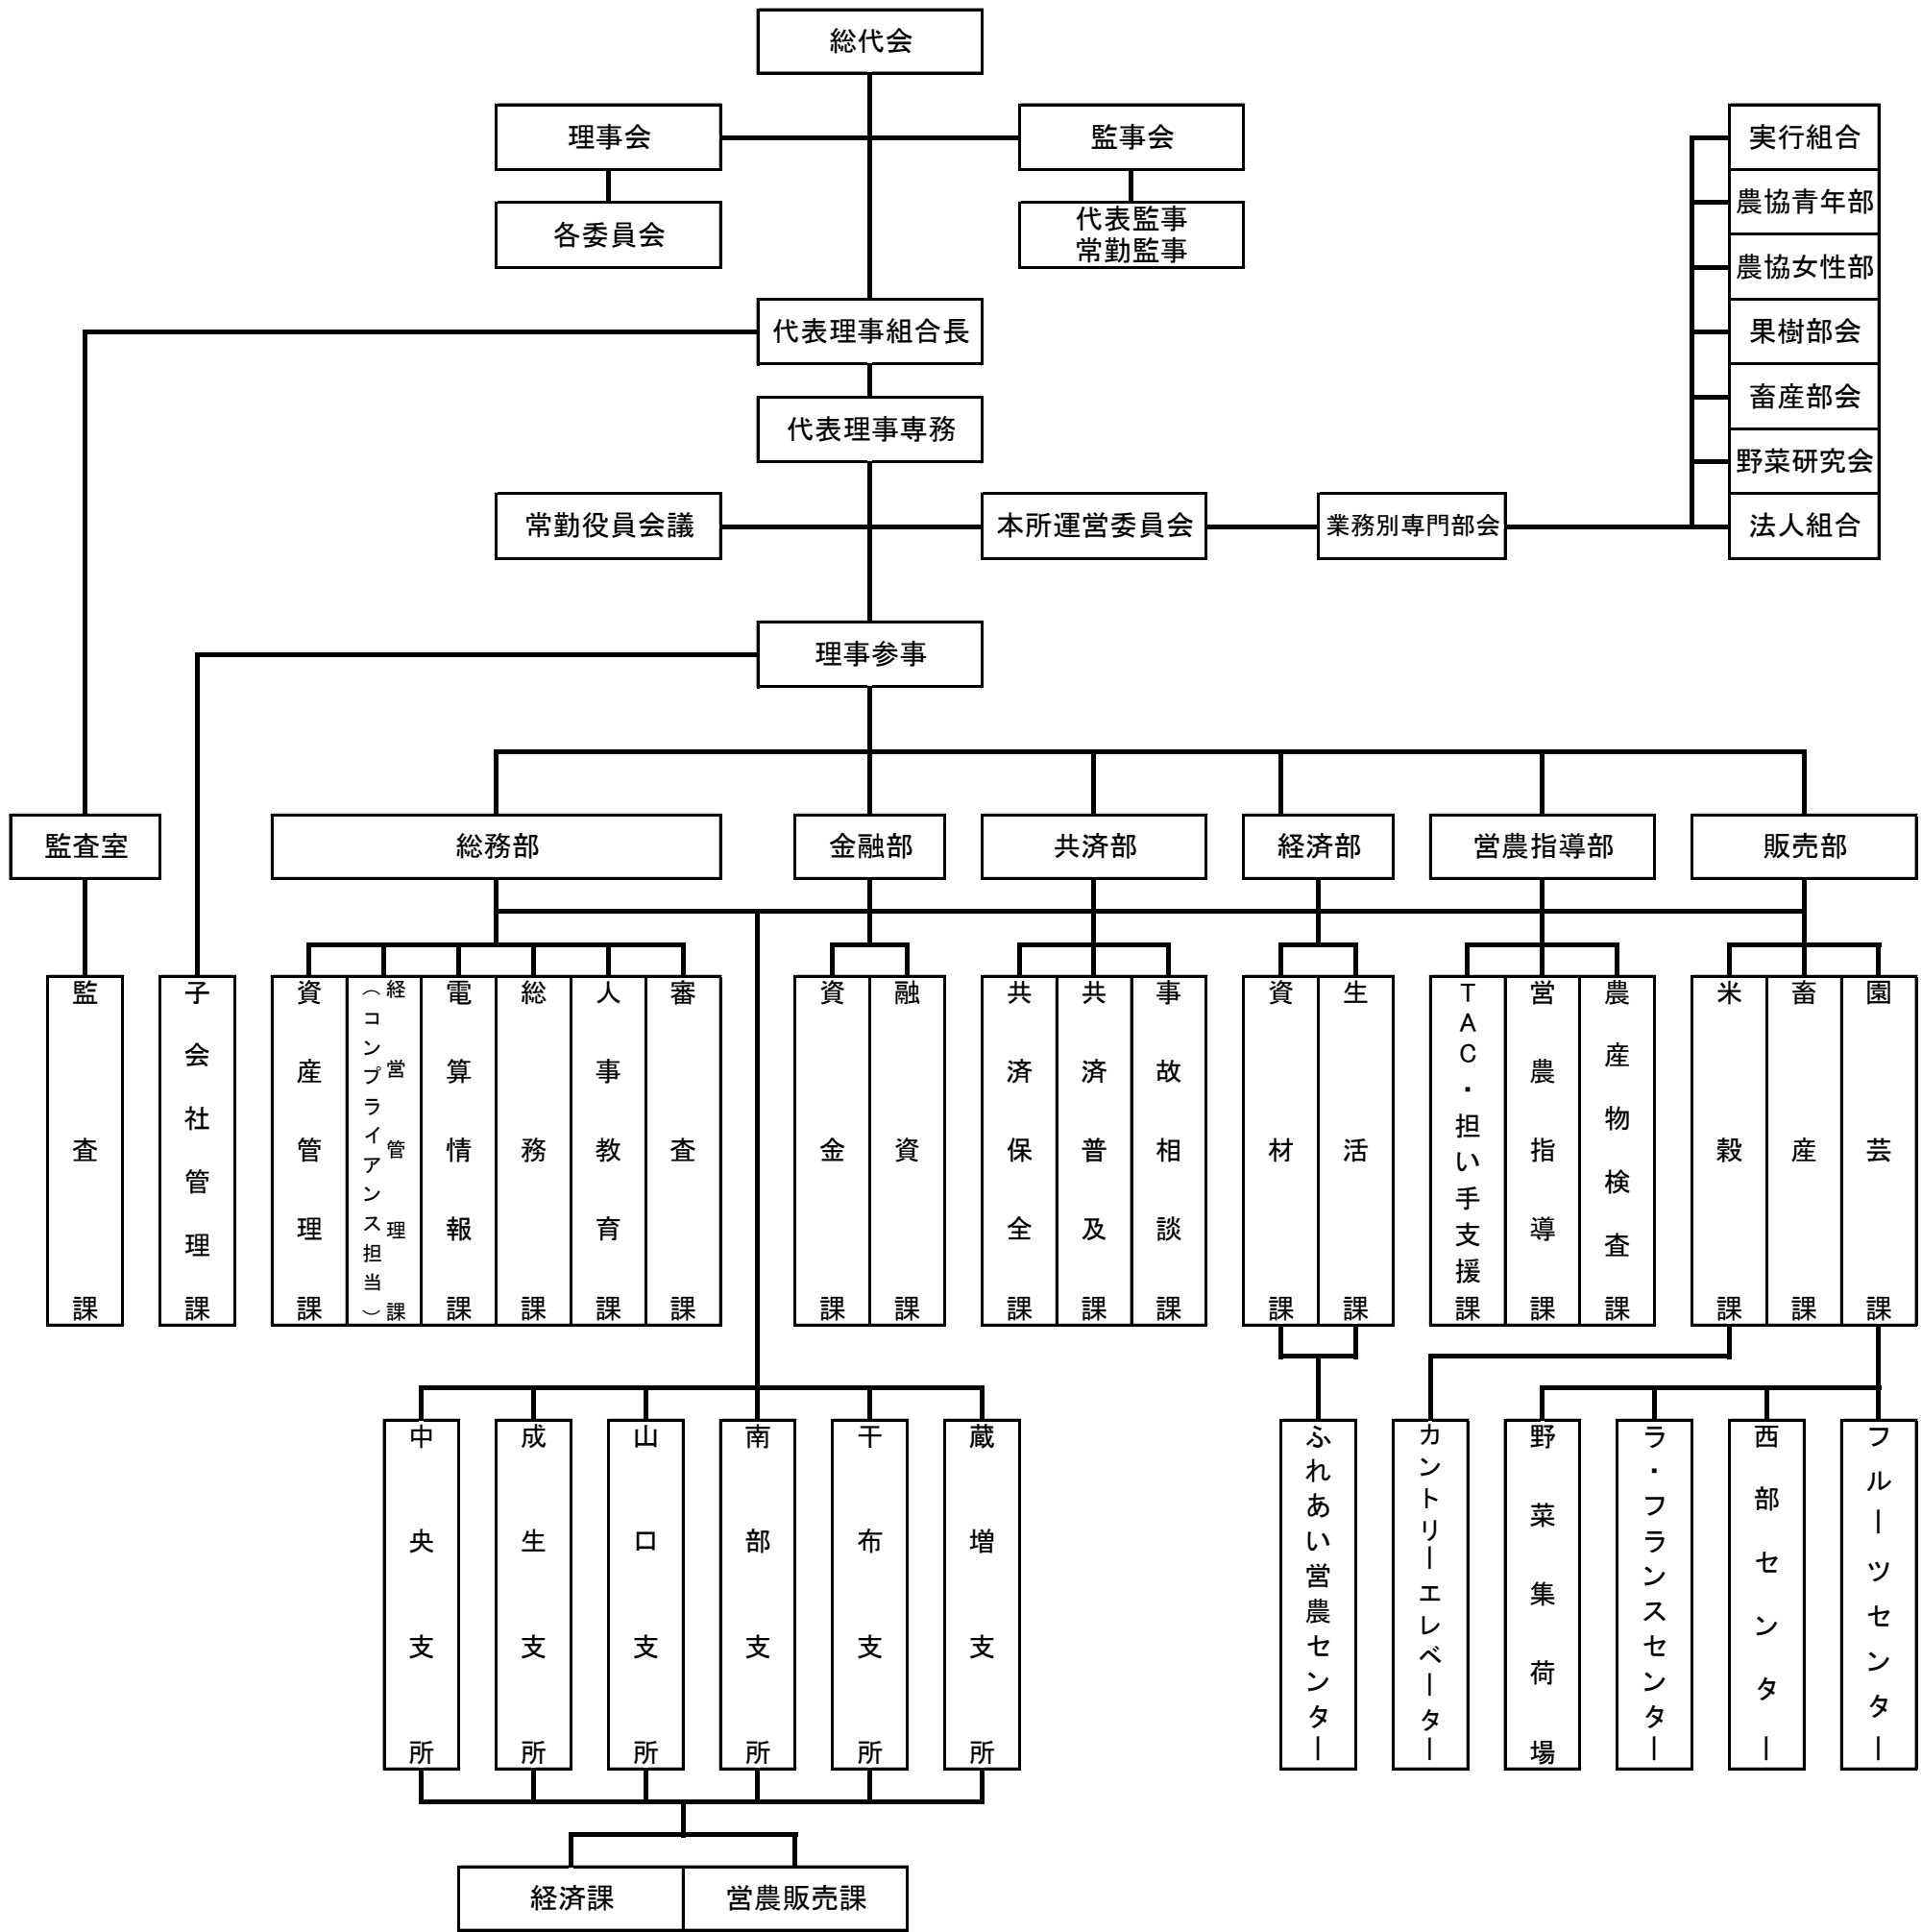 総代会
理事会
監事会
実行組合
農協青年部
各委員会
代表監事
常勤監事
農協女性部
代表理事組合長
果樹部会
畜産部会
代表理事専務
野菜研究会
常勤役員会議
本所運営委員会
業務別専門部会
法人組合
理事参事
監査室
総務部
金融部
共済部
経済部
営農指導部
販売部
監査課
子会社管理課
資産管理課
経営管理課
（コンプライアンス担当）
電算情報課
総務課
人事教育課
審査課
資金課
融資課
共済保全課
共済普及課
事故相談課
資材課
生活課
TAC・担い手支援課
営農指導課
農産物検査課
米穀課
畜産課
園芸課
中央支所
成生支所
山口支所
南部支所
干布支所
蔵増支所
ふれあい営農センター
カントリーエレベーター
野菜集荷場
ラ・フランスセンター
西部センター
フルーツセンター
経済課
営農販売課